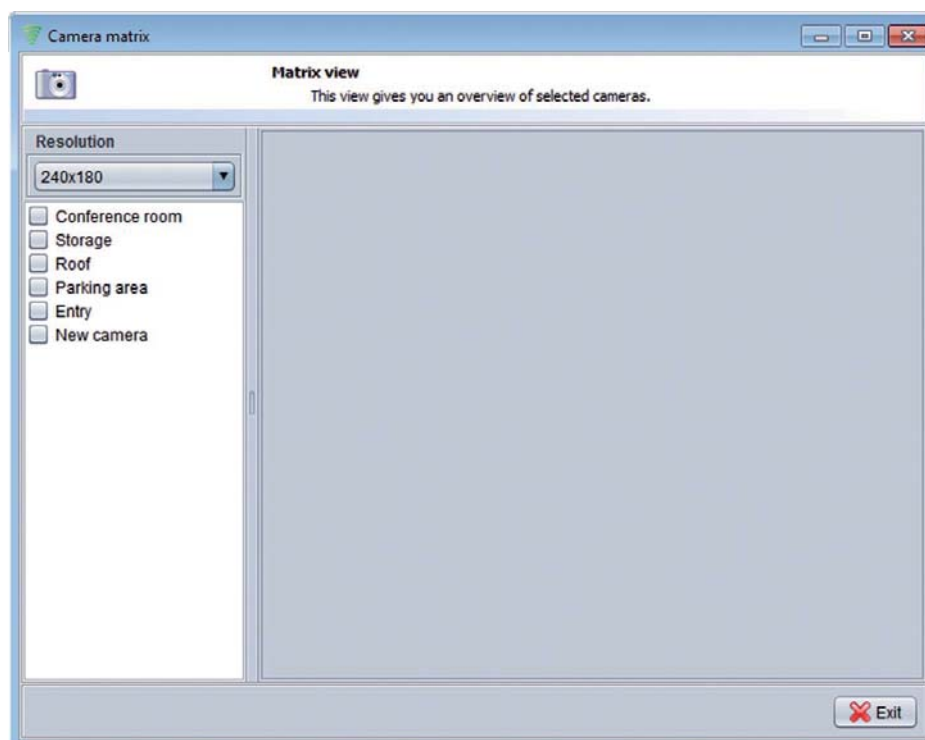 Camera matrix
Matrix view
This view gives you an overview of selected cameras.
Resolution
240x180
Conference room
Storage
Roof
Parking area
Entry
New camera
Exit